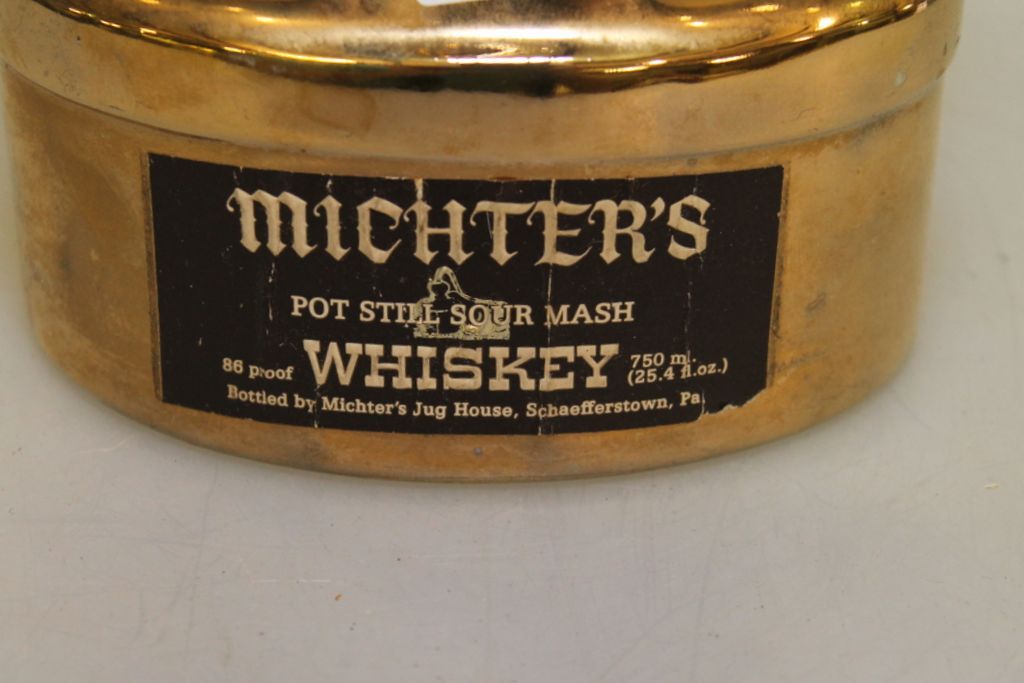 MICHTER'S
POT STILL SOUR MASH
86 proof WHISKEY 750 ml. (25.4 fl.oz.)
Bottled by Michter's Jug House, Schaefferstown, Pa